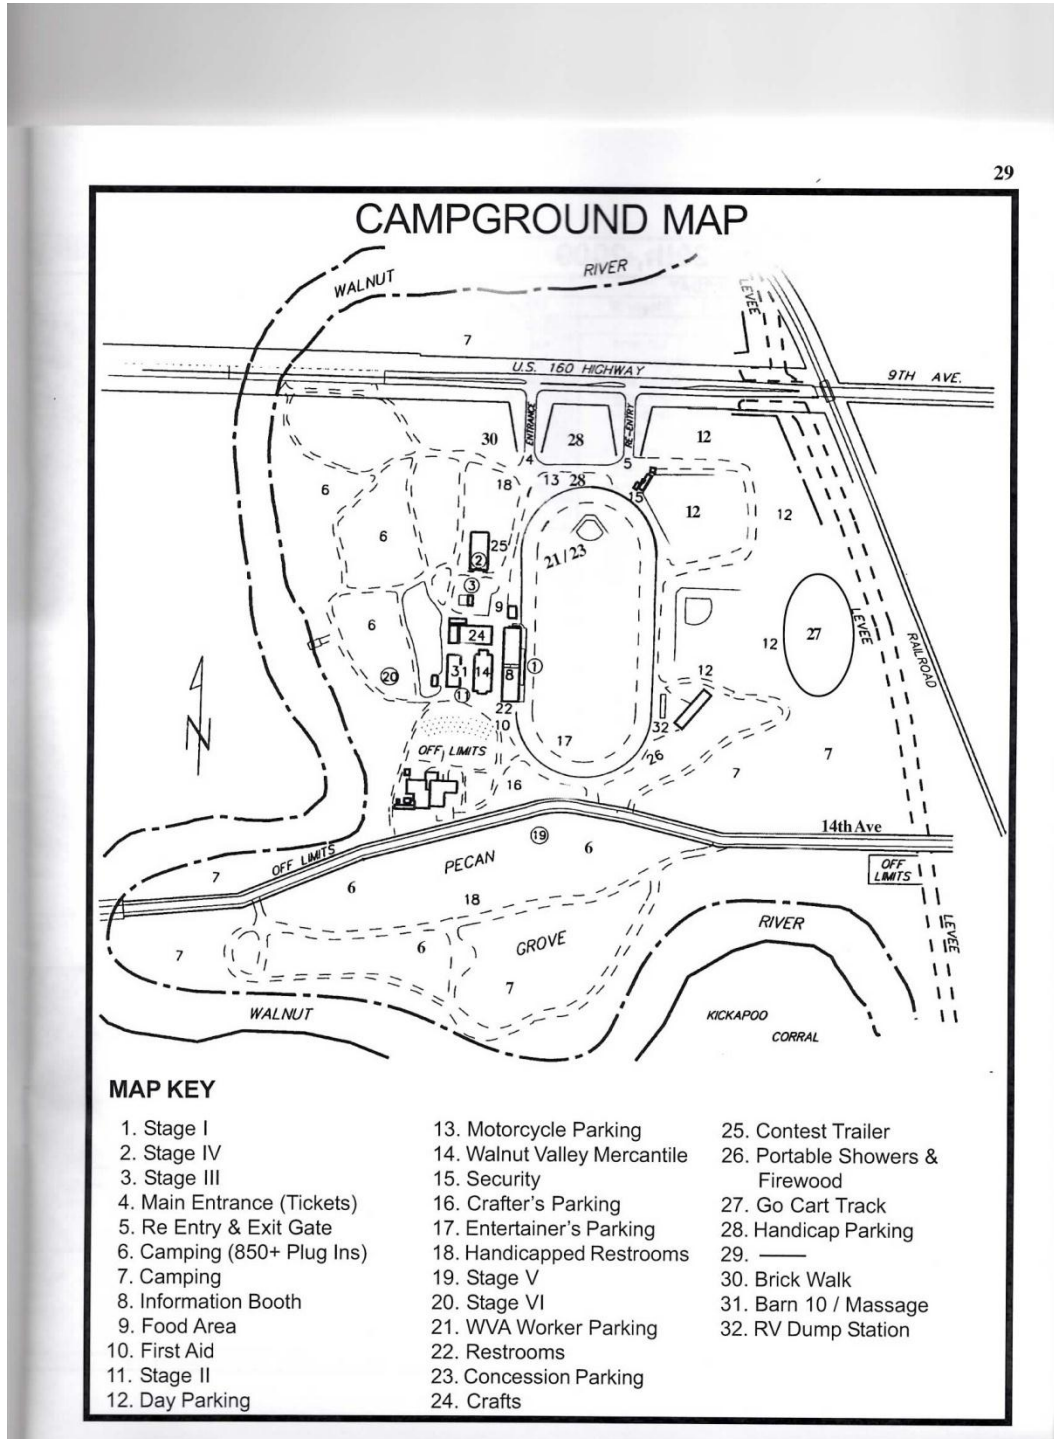 29
CAMPGROUND MAP
WALNUT
RIVER
LEVEE
7
U.S. 160 HIGHWAY
9TH AVE.
ENTRANCE
RE-ENTRY
30
28
12
4
5
6
18
13
28
15
12
12
6
25
2
21/23
3
9
6
24
1
27
LEVEE
12
RAILROAD
31
14
8
12
20
11
22
10
32
17
26
OFF LIMITS
7
7
16
N
14th Ave
19
OFF LIMITS
PECAN
6
OFF
LIMITS
7
6
18
RIVER
LEVEE
GROVE
6
7
7
WALNUT
KICKAPOO
CORRAL
MAP KEY
1. Stage I
2. Stage IV
3. Stage III
4. Main Entrance (Tickets)
5. Re Entry & Exit Gate
6. Camping (850+ Plug Ins)
7. Camping
8. Information Booth
9. Food Area
10. First Aid
11. Stage II
12. Day Parking
13. Motorcycle Parking
14. Walnut Valley Mercantile
15. Security
16. Crafter's Parking
17. Entertainer's Parking
18. Handicapped Restrooms
19. Stage V
20. Stage VI
21. WVA Worker Parking
22. Restrooms
23. Concession Parking
24. Crafts
25. Contest Trailer
26. Portable Showers &
Firewood
27. Go Cart Track
28. Handicap Parking
29. ——
30. Brick Walk
31. Barn 10 / Massage
32. RV Dump Station